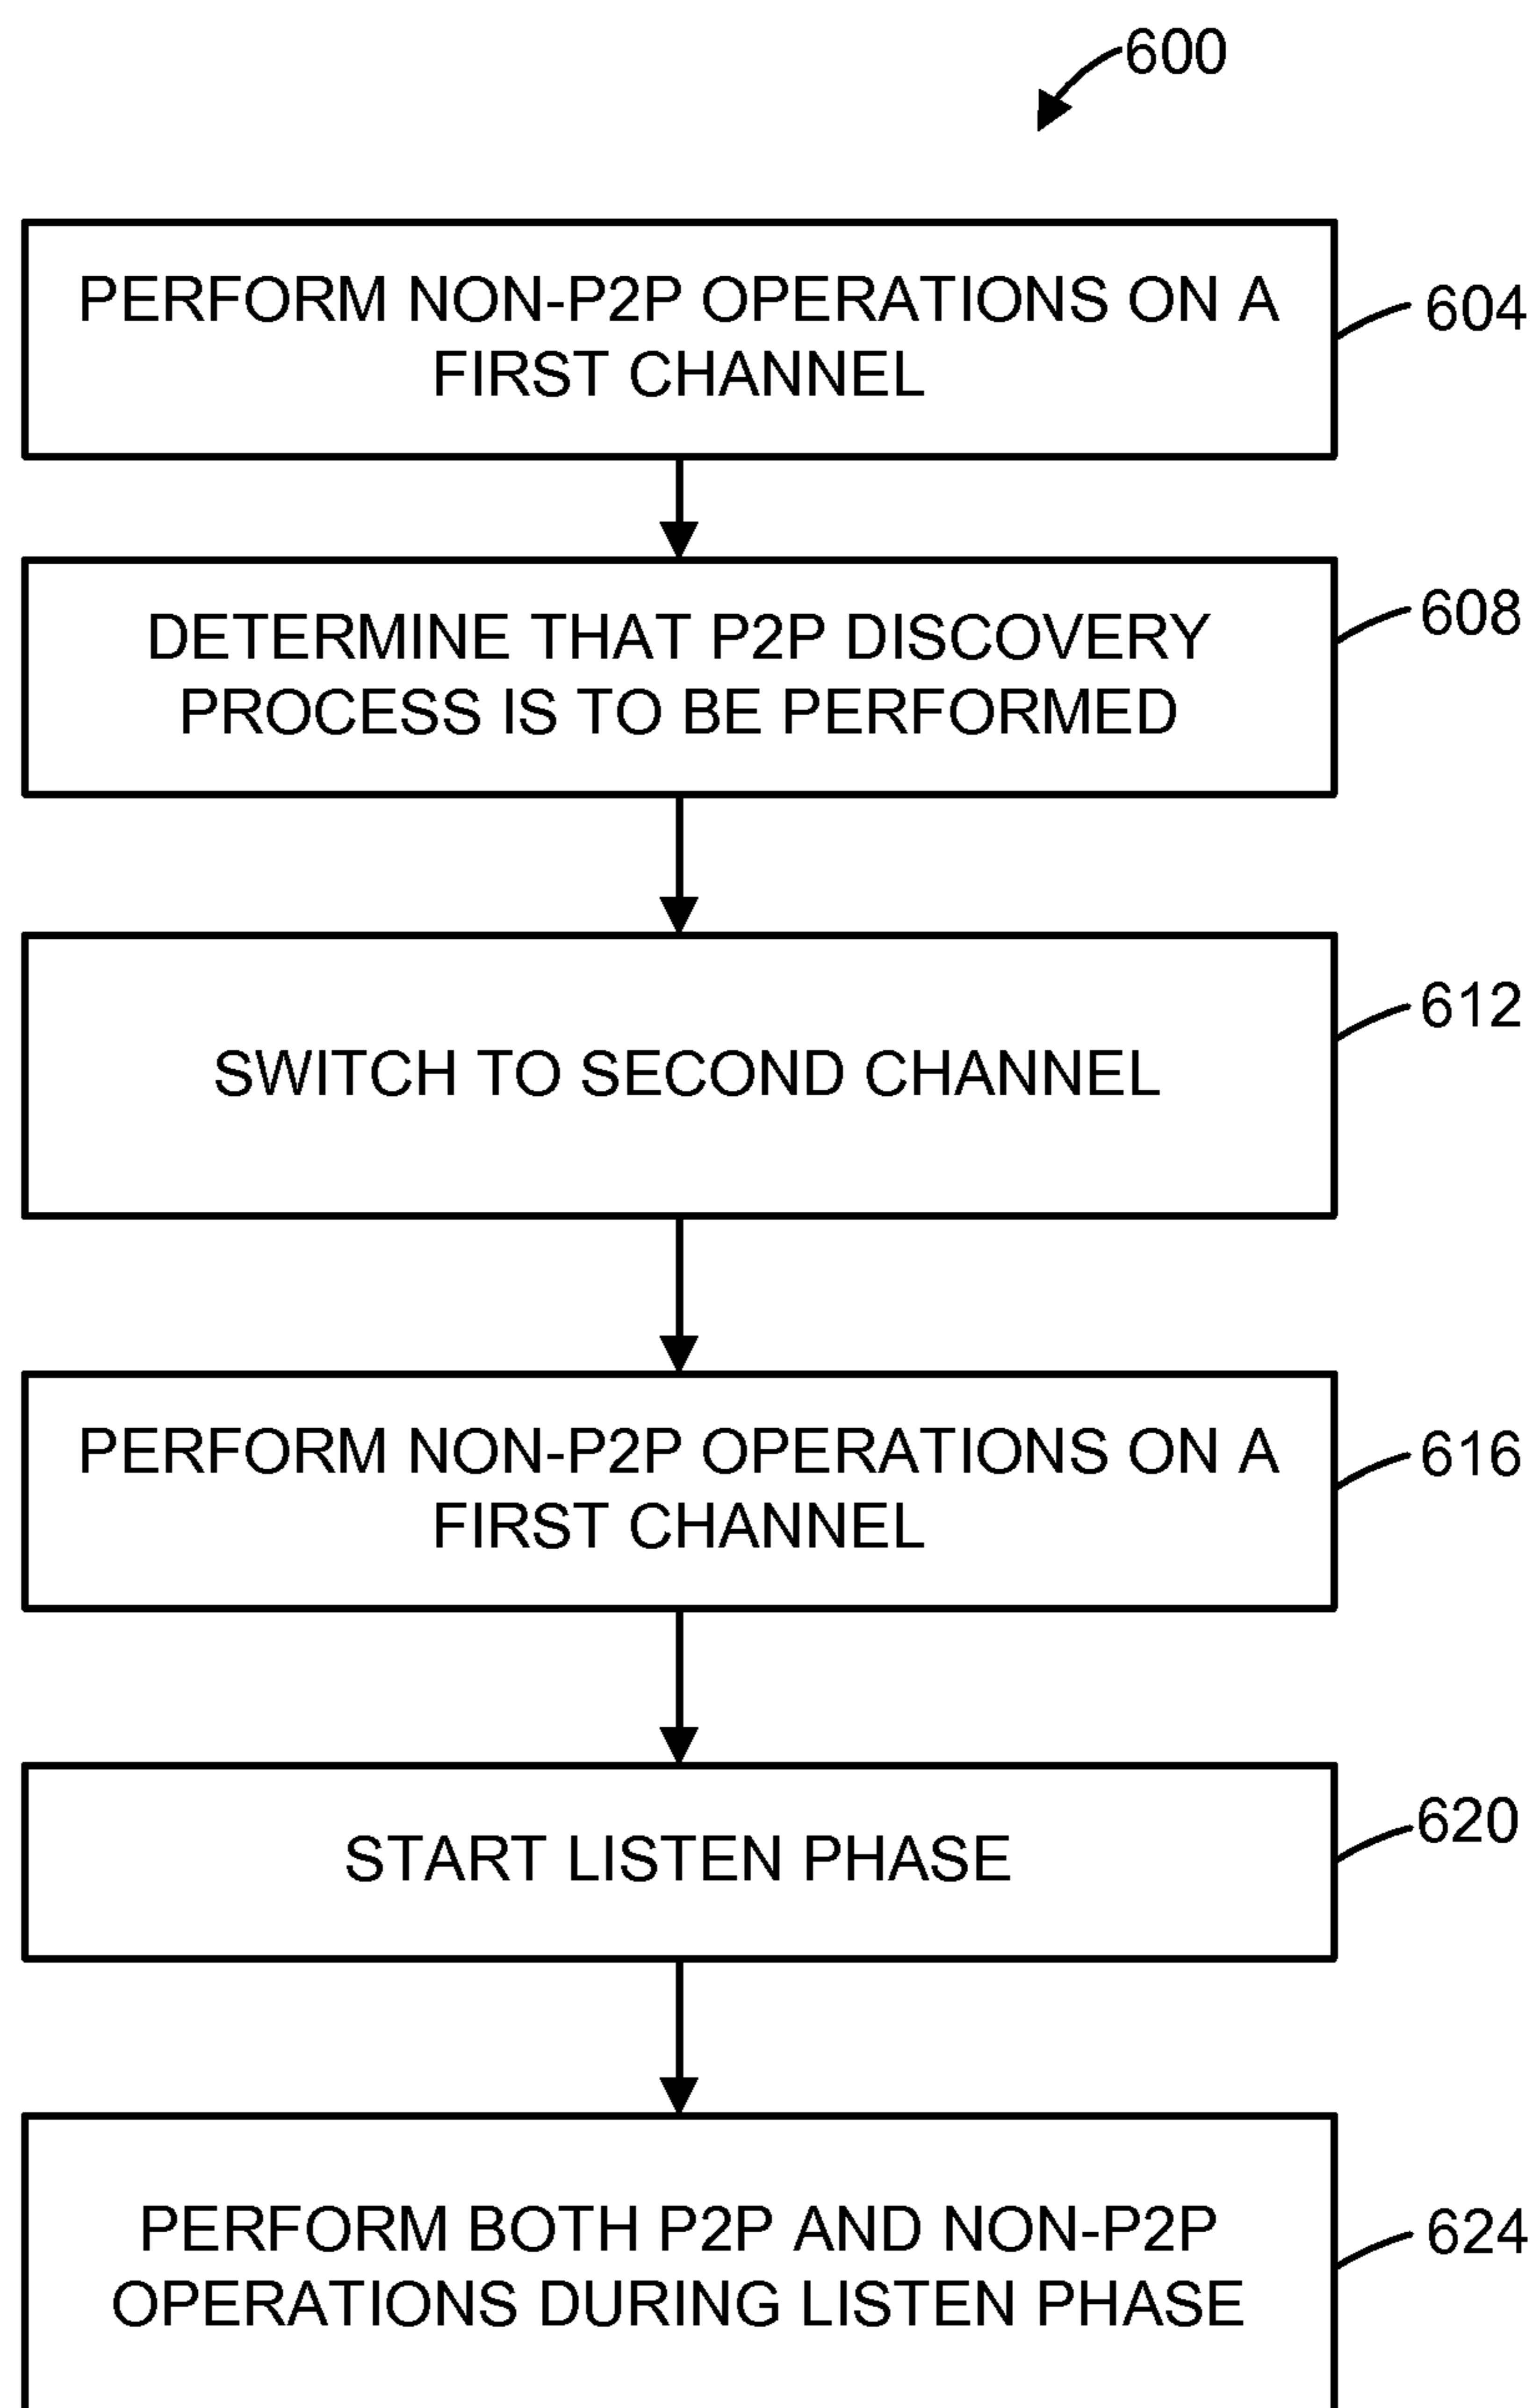 600
PERFORM NON-P2P OPERATIONS ON A
FIRST CHANNEL
604
DETERMINE THAT P2P DISCOVERY
PROCESS IS TO BE PERFORMED
608
SWITCH TO SECOND CHANNEL
612
PERFORM NON-P2P OPERATIONS ON A
FIRST CHANNEL
616
START LISTEN PHASE
620
PERFORM BOTH P2P AND NON-P2P
OPERATIONS DURING LISTEN PHASE
624